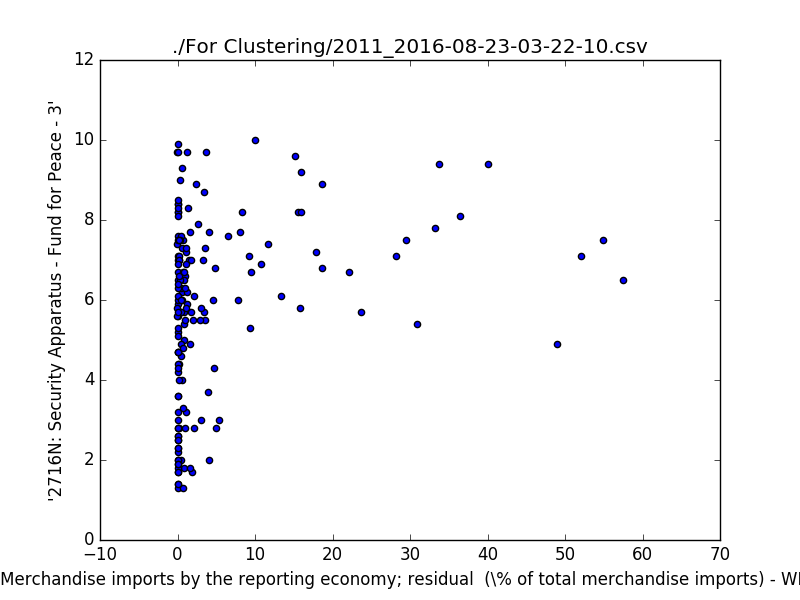 ./For Clustering/2011_2016-08-23-03-22-10.csv
'2716N: Security Apparatus - Fund for Peace - 3'
12
10
8
6
4
2
0
−10 0 10 20 30 40 50 60 70
Merchandise imports by the reporting economy; residual (\% of total merchandise imports) - WI